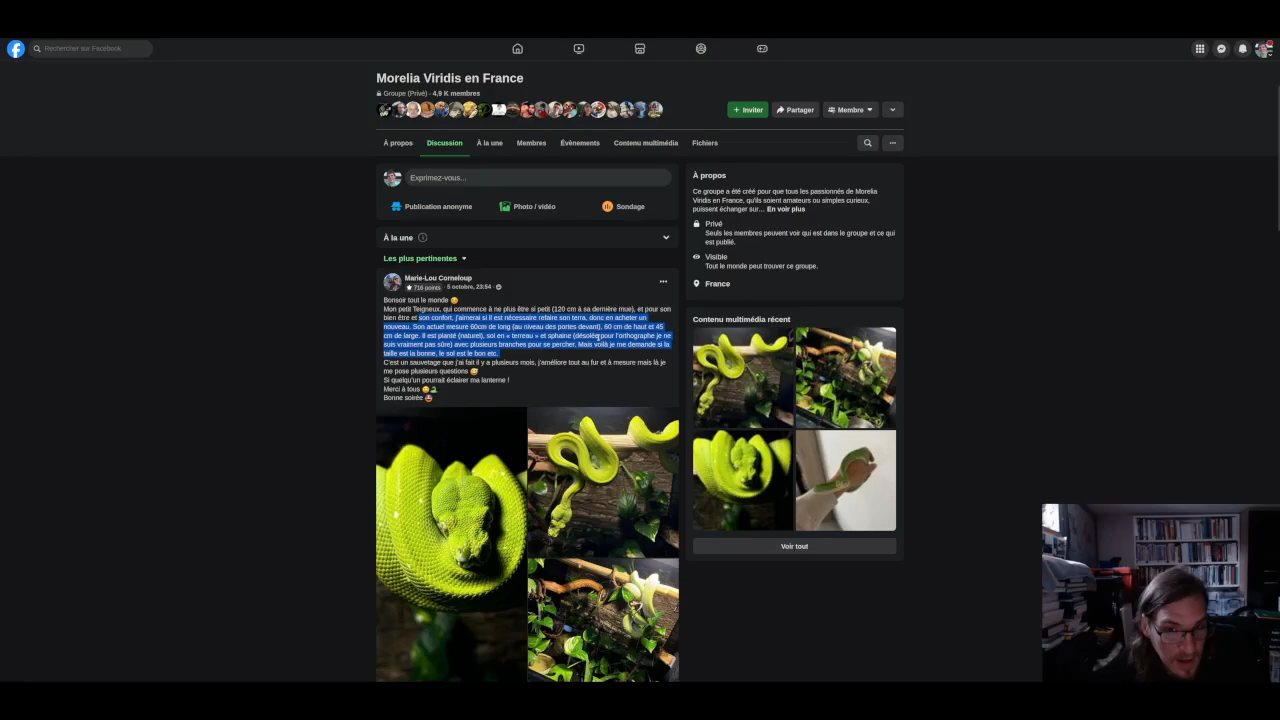 Rechercher sur Facebook
Morelia Viridis en France
Groupe (Privé) · 4,9 K membres
+ Inviter
Partager
Membre
À propos
Discussion
À la une
Membres
Évènements
Contenu multimédia
Fichiers
Exprimez-vous...
Publication anonyme
Photo / vidéo
Sondage
À la une
Les plus pertinentes
Marie-Lou Corneloup
716 points · 5 octobre, 23:54 ·
Bonsoir tout le monde
Mon petit Teigneux, qui commence à ne plus être si petit (120 cm à sa dernière mue), et pour son
bien être et son confort, j'aimerai si il est nécessaire refaire son terra, donc en acheter un
nouveau. Son actuel mesure 60cm de long (au niveau des portes devant), 60 cm de haut et 45
cm de large. Il est planté (naturel), sol en « terreau » et sphaine (désolée pour l'orthographe je ne
suis vraiment pas sûre) avec plusieurs branches pour se percher. Mais voilà je me demande si la
taille est la bonne, le sol est le bon etc.
C'est un sauvetage que j'ai fait il y a plusieurs mois, j'améliore tout au fur et à mesure mais là je
me pose plusieurs questions
Si quelqu'un pourrait éclairer ma lanterne !
Merci à tous
Bonne soirée
À propos
Ce groupe a été créé pour que tous les passionnés de Morelia
Viridis en France, qu'ils soient amateurs ou simples curieux,
puissent échanger sur... En voir plus
Privé
Seuls les membres peuvent voir qui est dans le groupe et ce qui
est publié.
Visible
Tout le monde peut trouver ce groupe.
France
Contenu multimédia récent
Voir tout